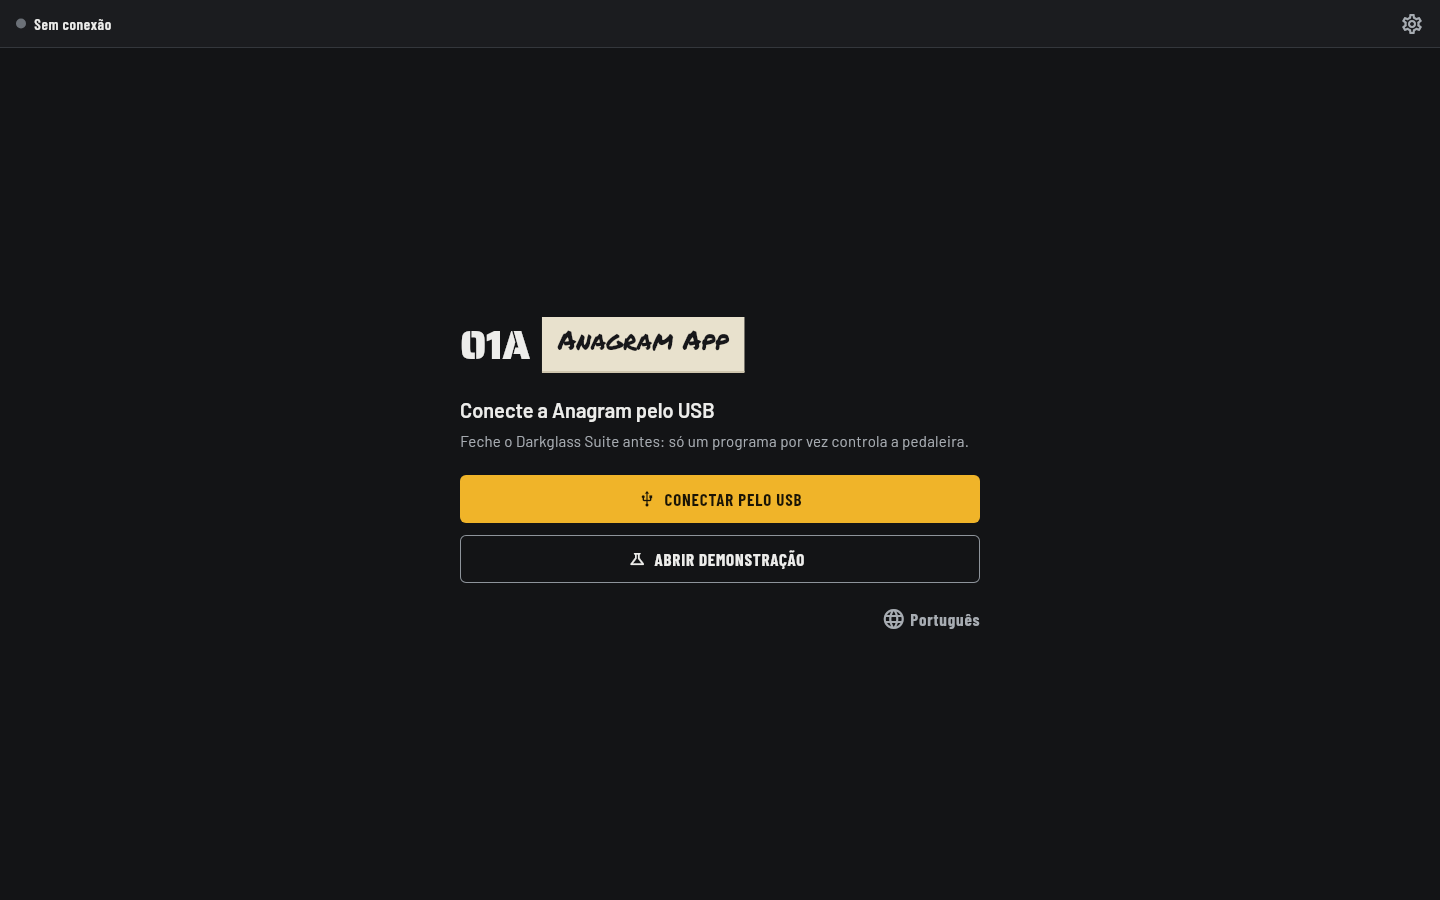 Sem conexão
01A Anagram App
Conecte a Anagram pelo USB
Feche o Darkglass Suite antes: só um programa por vez controla a pedaleira.
CONECTAR PELO USB
ABRIR DEMONSTRAÇÃO
Português